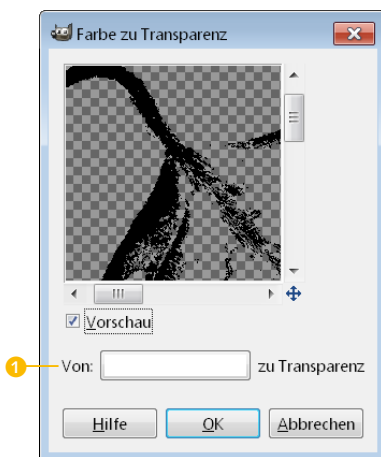 Farbe zu Transparenz
Vorschau
1 Von: zu Transparenz
Hilfe OK Abbrechen